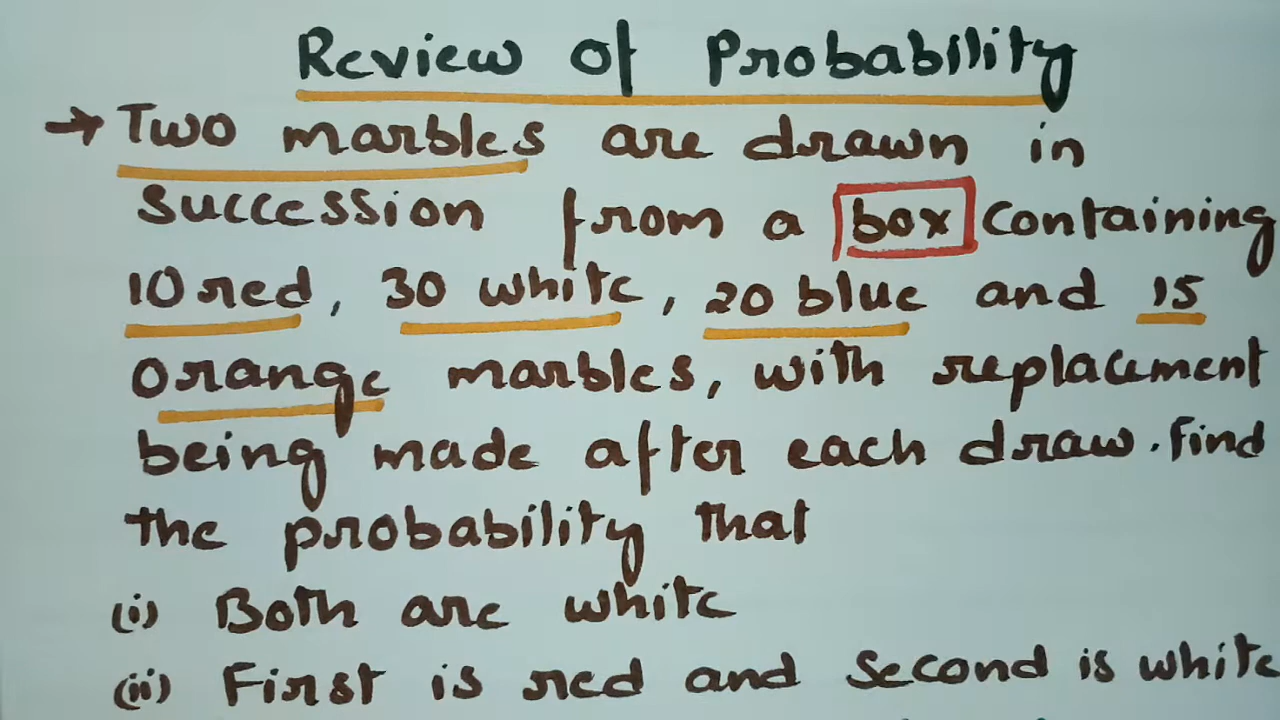 Review of Probability
→ Two marbles are drawn in
Succession from a box Containing
10 red, 30 white, 20 blue and 15
orange marbles, with replacement
being made after each draw. Find
the probability that
(i) Both are white
(ii) First is red and Second is white